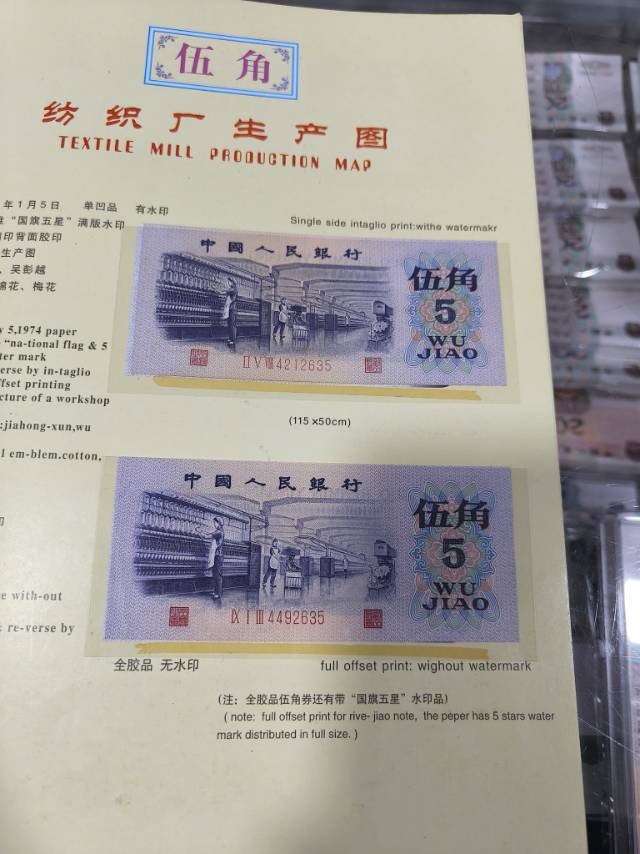 伍角
纺织厂生产图
TEXTILE MILL PRODUCTION MAP
年1月5日 单凹品 有水印
“国旗五星”满版水印
印背面胶印
生产图
、吴彭越
棉花、梅花
Single side intaglio print:withe watermakr
y 5,1974 paper
“na-tional flag & 5
ter mark
verse by in-taglio
ffset printing
cture of a workshop
:jiahong-xun,wu
l em-blem.cotton,
中國人民銀行
伍角
5
WU
JIAO
II V VIII 4212635
(115 x50cm)
中國人民銀行
伍角
5
WU
JIAO
IX I III 4492635
印
e with-out
re-verse by
全胶品 无水印
full offset print: wighout watermark
(注: 全胶品伍角券还有带“国旗五星”水印品)
( note: full offset print for rive- jiao note, the peper has 5 stars water
mark distributed in full size. )